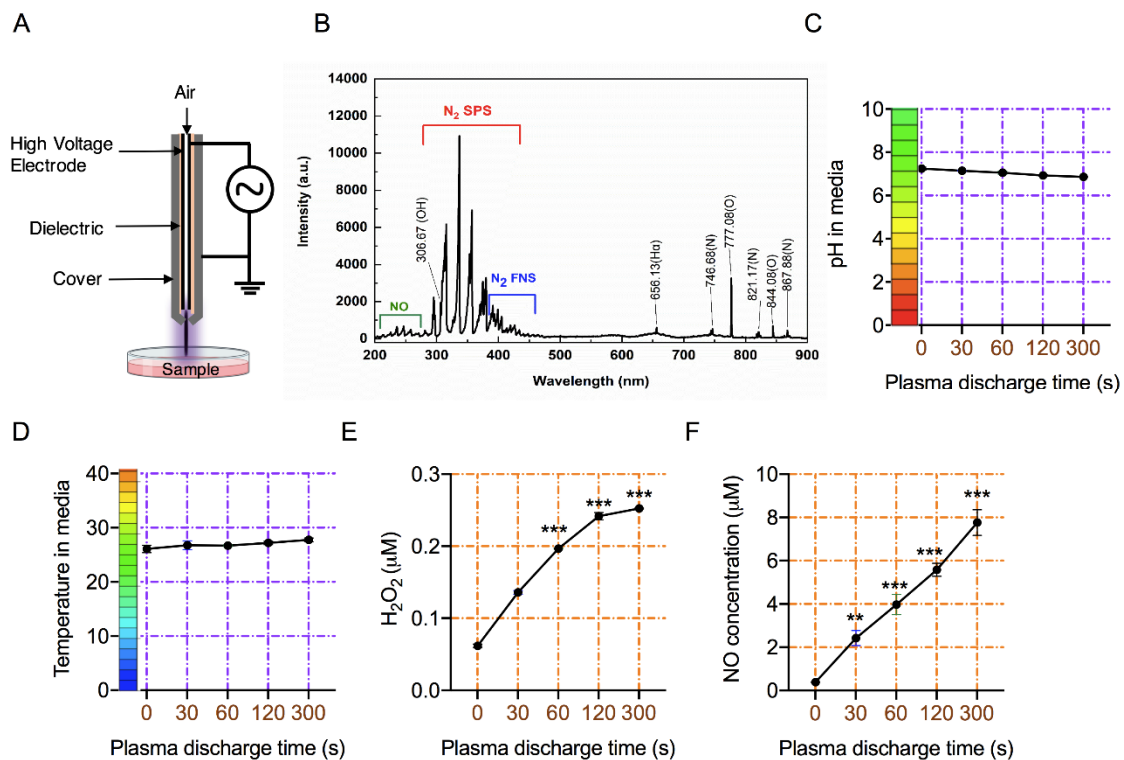 A
Air
High Voltage
Electrode
Dielectric
Cover
Sample
B
14000
12000
10000
8000
6000
4000
2000
0
Intensity (a.u.)
N₂ SPS
306.67 (OH)
NO
N₂ FNS
656.13(Hα)
746.68(N)
777.08(O)
821.17(N)
844.08(O)
867.88(N)
200 300 400 500 600 700 800 900
Wavelength (nm)
C
10
8
6
4
2
0
pH in media
0 30 60 120 300
Plasma discharge time (s)
D
40
30
20
10
0
Temperature in media
0 30 60 120 300
Plasma discharge time (s)
E
0.3
0.2
0.1
0.0
H₂O₂ (μM)
***
***
***
0 30 60 120 300
Plasma discharge time (s)
F
10
8
6
4
2
0
NO concentration (μM)
**
***
***
***
0 30 60 120 300
Plasma discharge time (s)